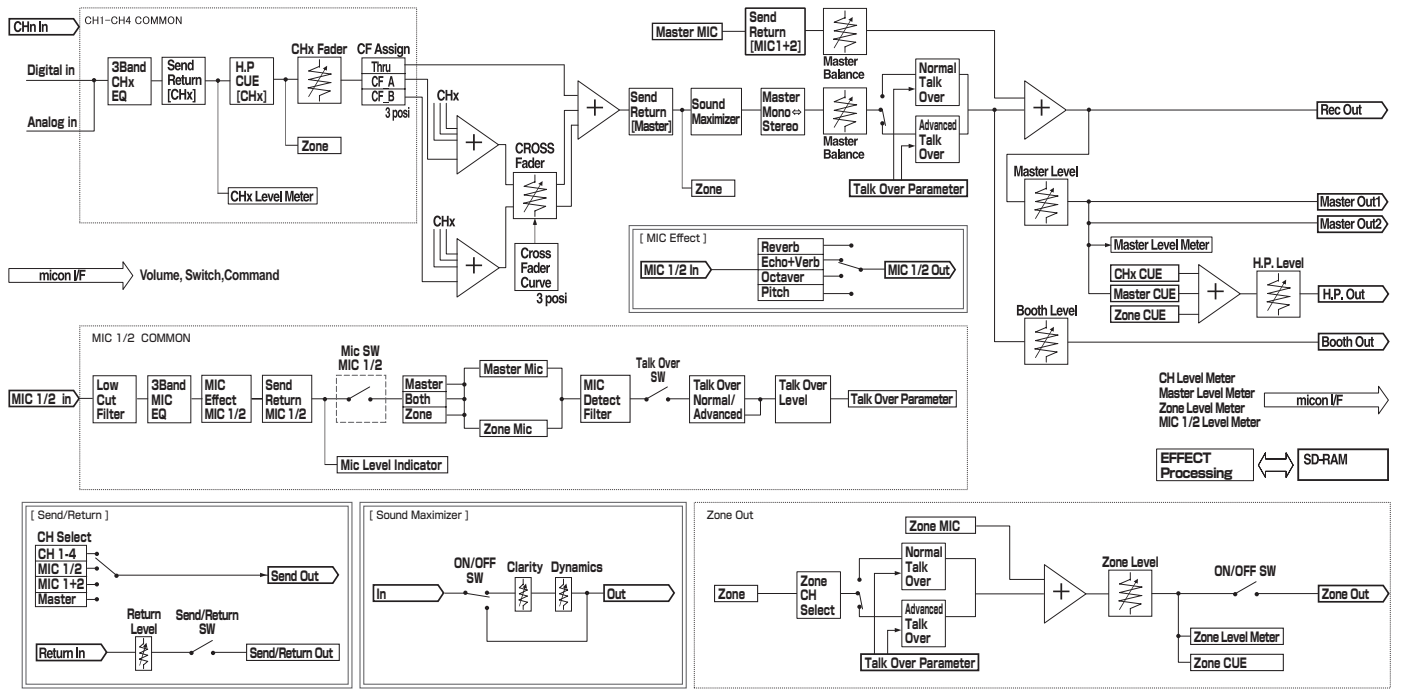 CHn In
CH1-CH4 COMMON
Digital in
Analog in
3Band
CHx
EQ
Send
Return
[CHx]
H.P
CUE
[CHx]
CHx Fader
CF Assign
Thru
CF_A
CF_B
3 posi
Zone
CHx Level Meter
CHx
CHx
CROSS
Fader
Cross
Fader
Curve
3 posi
Send
Return
[Master]
Zone
Sound
Maximizer
Master
Mono⇔
Stereo
Master
Balance
Master MIC
Send
Return
[MIC1+2]
Master
Balance
Normal
Talk
Over
Advanced
Talk
Over
Talk Over Parameter
Rec Out
Master Level
Master Out1
Master Out2
Master Level Meter
CHx CUE
Master CUE
Zone CUE
H.P. Level
H.P. Out
Booth Level
Booth Out
micon I/F
Volume, Switch,Command
[ MIC Effect ]
MIC 1/2 In
Reverb
Echo+Verb
Octaver
Pitch
MIC 1/2 Out
MIC 1/2 COMMON
MIC 1/2 in
Low
Cut
Filter
3Band
MIC
EQ
MIC
Effect
MIC 1/2
Send
Return
MIC 1/2
Mic SW
MIC 1/2
Master
Both
Zone
Master Mic
Zone Mic
Mic Level Indicator
MIC
Detect
Filter
Talk Over
SW
Talk Over
Normal/
Advanced
Talk Over
Level
Talk Over Parameter
CH Level Meter
Master Level Meter
Zone Level Meter
MIC 1/2 Level Meter
micon I/F
EFFECT
Processing
SD-RAM
[ Send/Return ]
CH Select
CH 1-4
MIC 1/2
MIC 1+2
Master
Send Out
Return In
Return
Level
Send/Return
SW
Send/Return Out
[ Sound Maximizer ]
In
ON/OFF
SW
Clarity
Dynamics
Out
Zone Out
Zone
Zone
CH
Select
Zone MIC
Normal
Talk
Over
Advanced
Talk
Over
Talk Over Parameter
Zone Level
ON/OFF SW
Zone Out
Zone Level Meter
Zone CUE